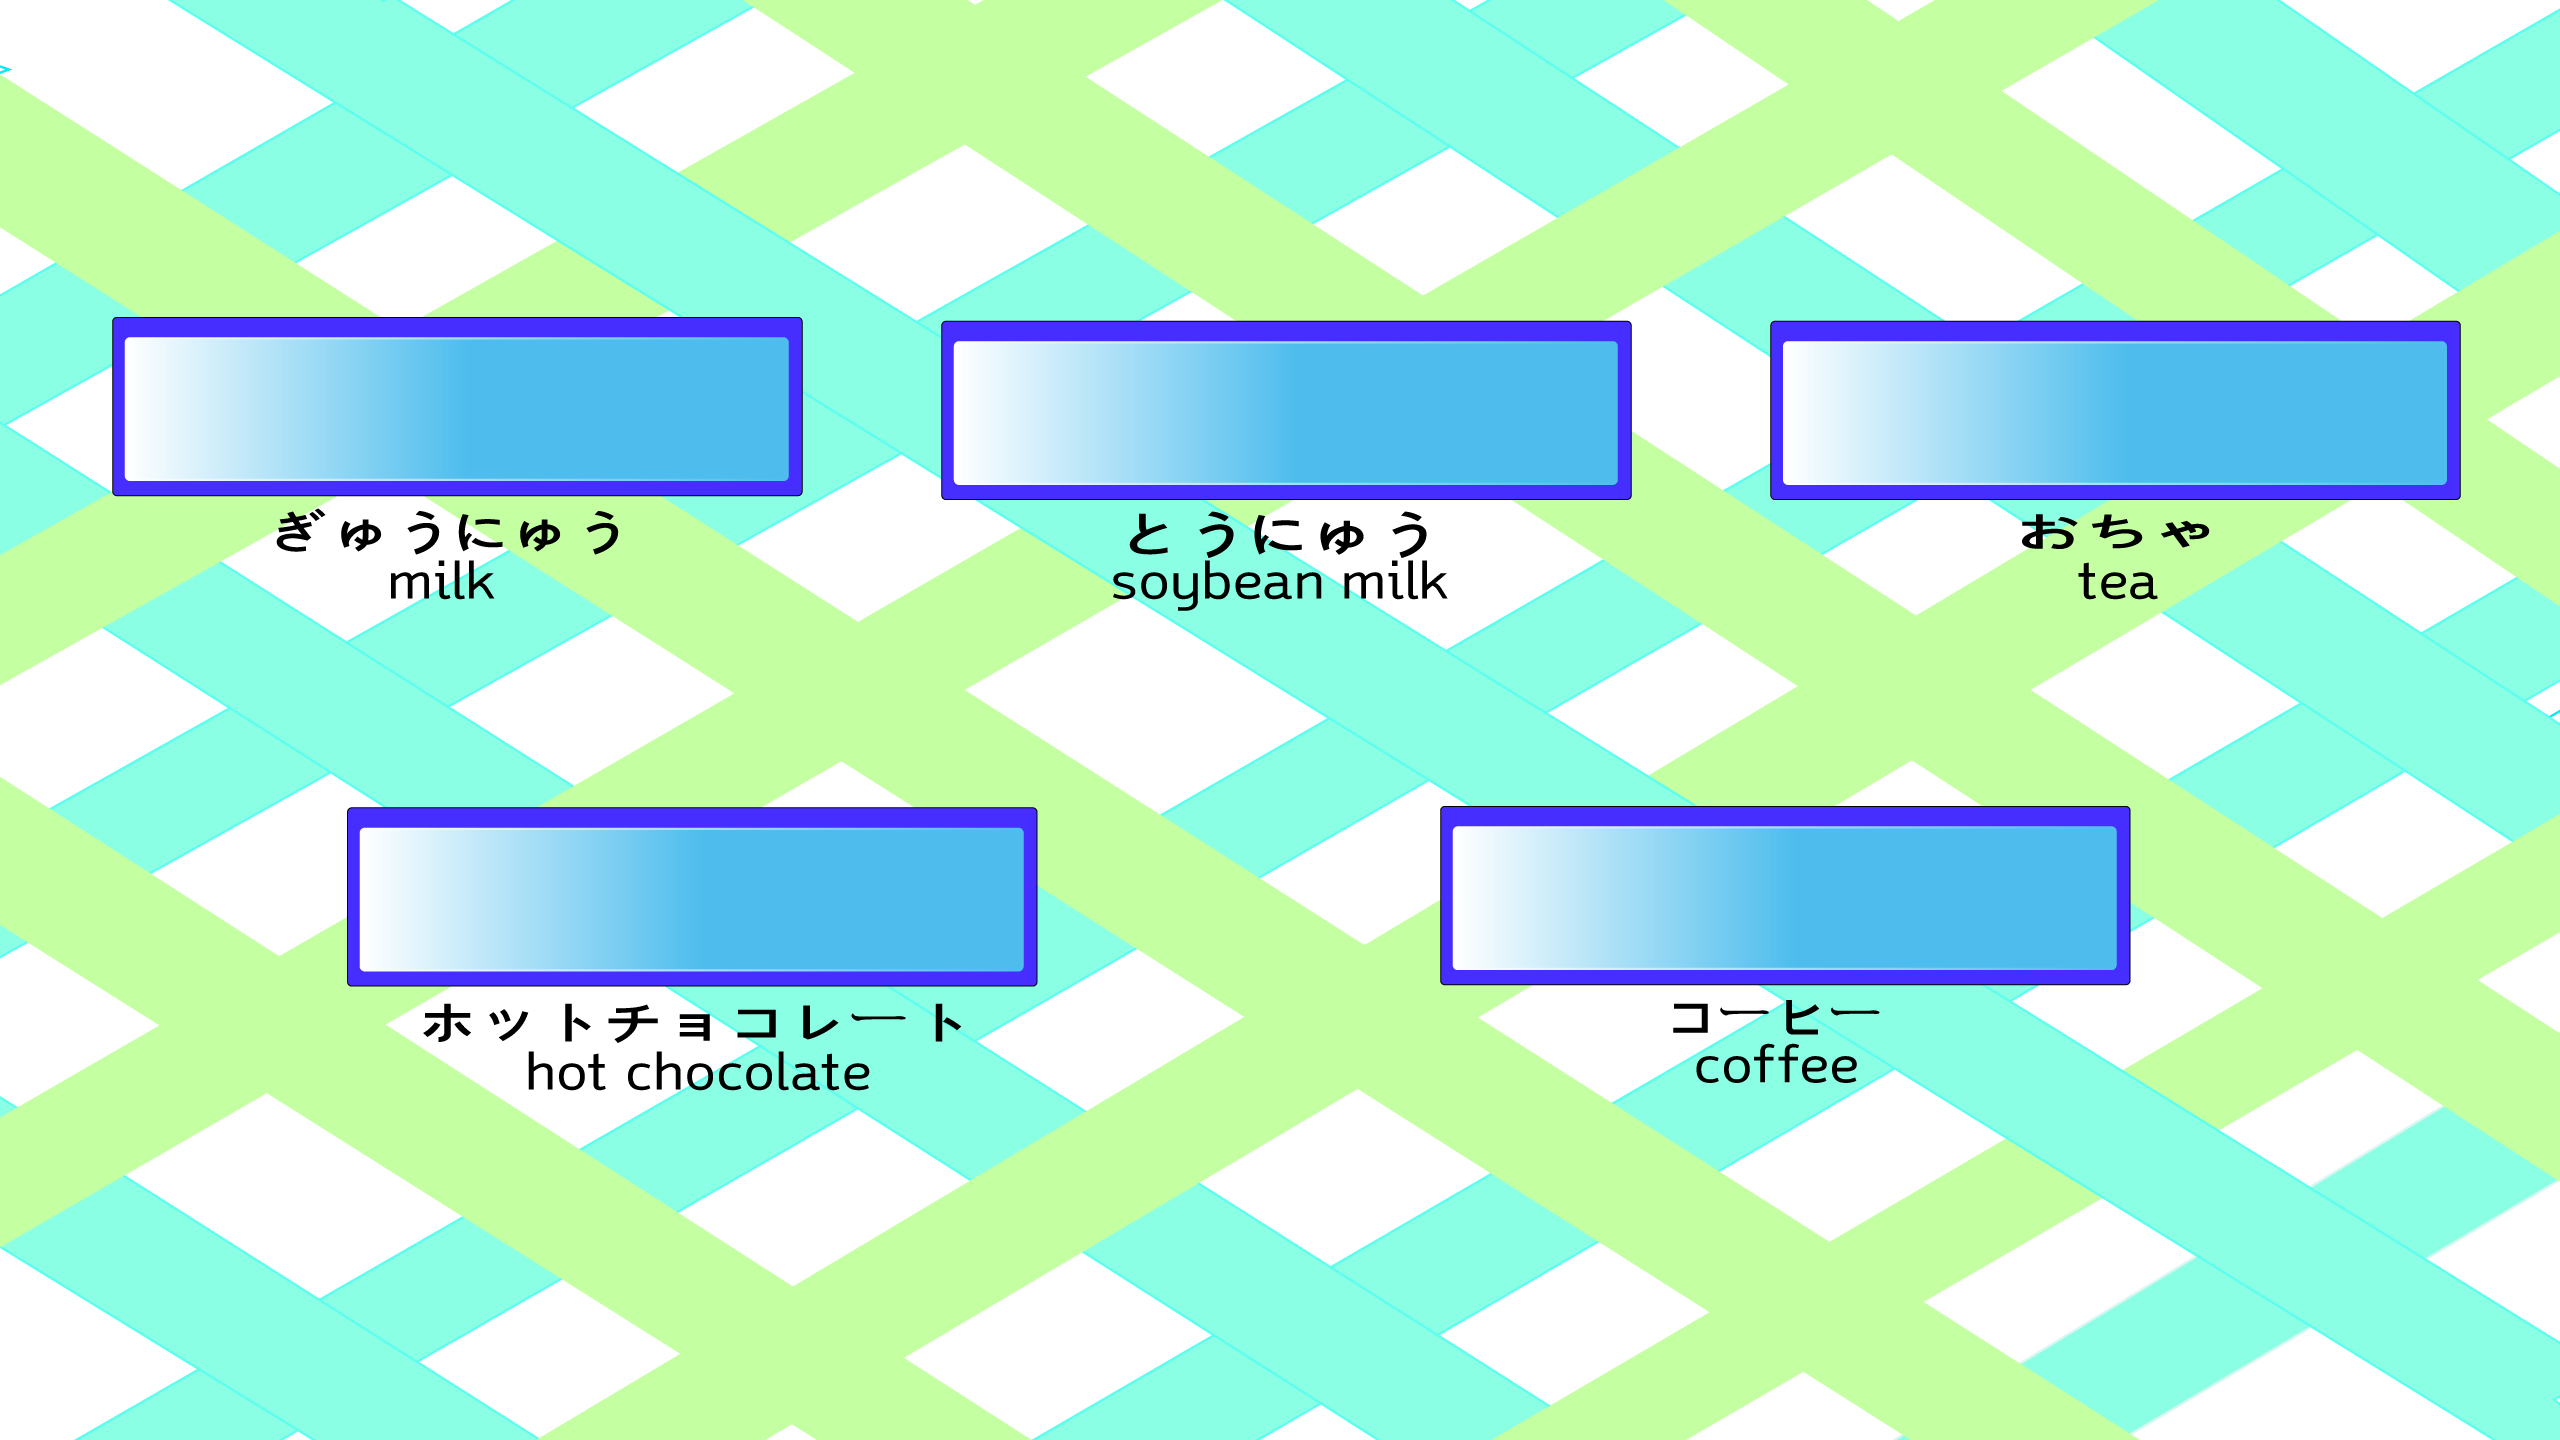 ぎゅうにゅう
milk
とうにゅう
soybean milk
おちゃ
tea
ホットチョコレート
hot chocolate
コーヒー
coffee